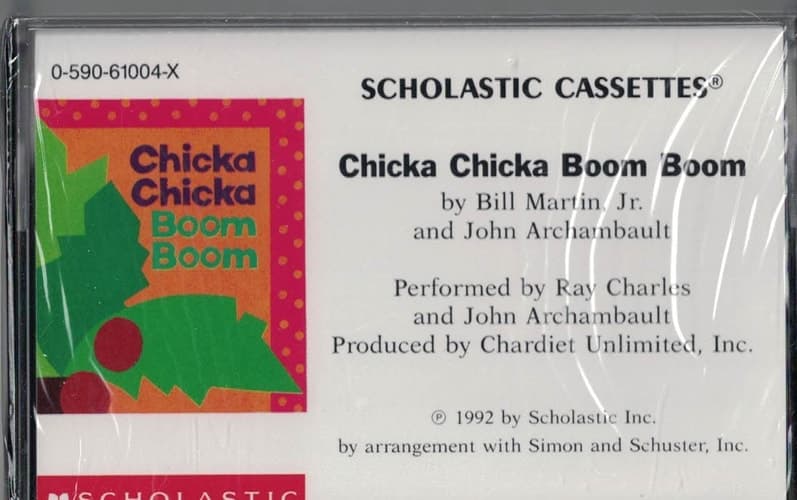 0-590-61004-X
Chicka
Chicka
Boom
Boom
SCHOLASTIC
SCHOLASTIC CASSETTES®
Chicka Chicka Boom Boom
by Bill Martin, Jr.
and John Archambault
Performed by Ray Charles
and John Archambault
Produced by Chardiet Unlimited, Inc.
℗ 1992 by Scholastic Inc.
by arrangement with Simon and Schuster, Inc.